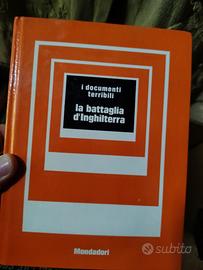 i documenti
terribili
la battaglia
d'Inghilterra
Mondadori
subito